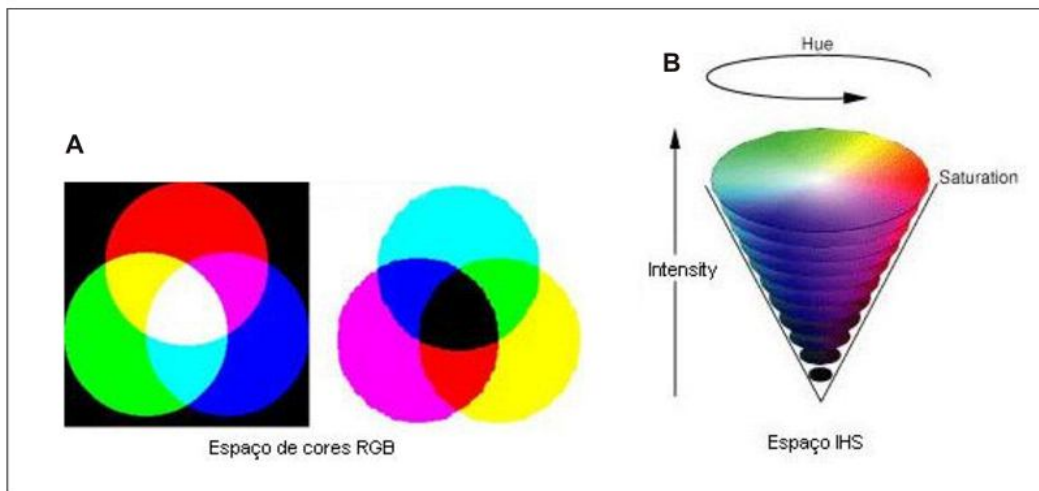 A
Espaço de cores RGB
B
Hue
Saturation
Intensity
Espaço IHS